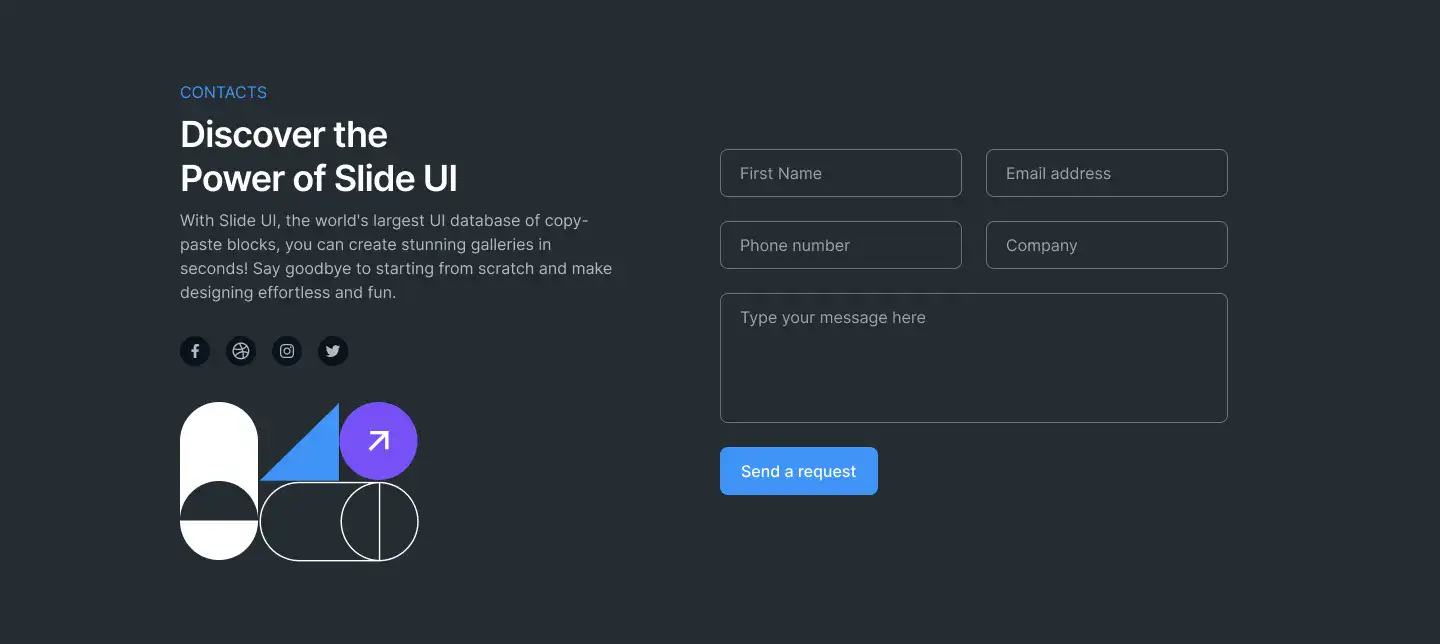 CONTACTS
Discover the
Power of Slide UI
With Slide UI, the world's largest UI database of copy-
paste blocks, you can create stunning galleries in
seconds! Say goodbye to starting from scratch and make
designing effortless and fun.
First Name
Email address
Phone number
Company
Type your message here
Send a request